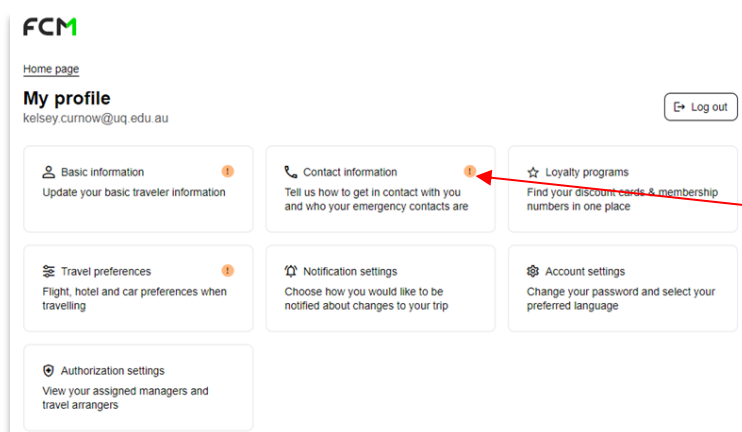 FCM
Home page
My profile
kelsey.curnow@uq.edu.au
Log out
Basic information
Update your basic traveler information
Contact information
Tell us how to get in contact with you
and who your emergency contacts are
Loyalty programs
Find your discount cards & membership
numbers in one place
Travel preferences
Flight, hotel and car preferences when
travelling
Notification settings
Choose how you would like to be
notified about changes to your trip
Account settings
Change your password and select your
preferred language
Authorization settings
View your assigned managers and
travel arrangers